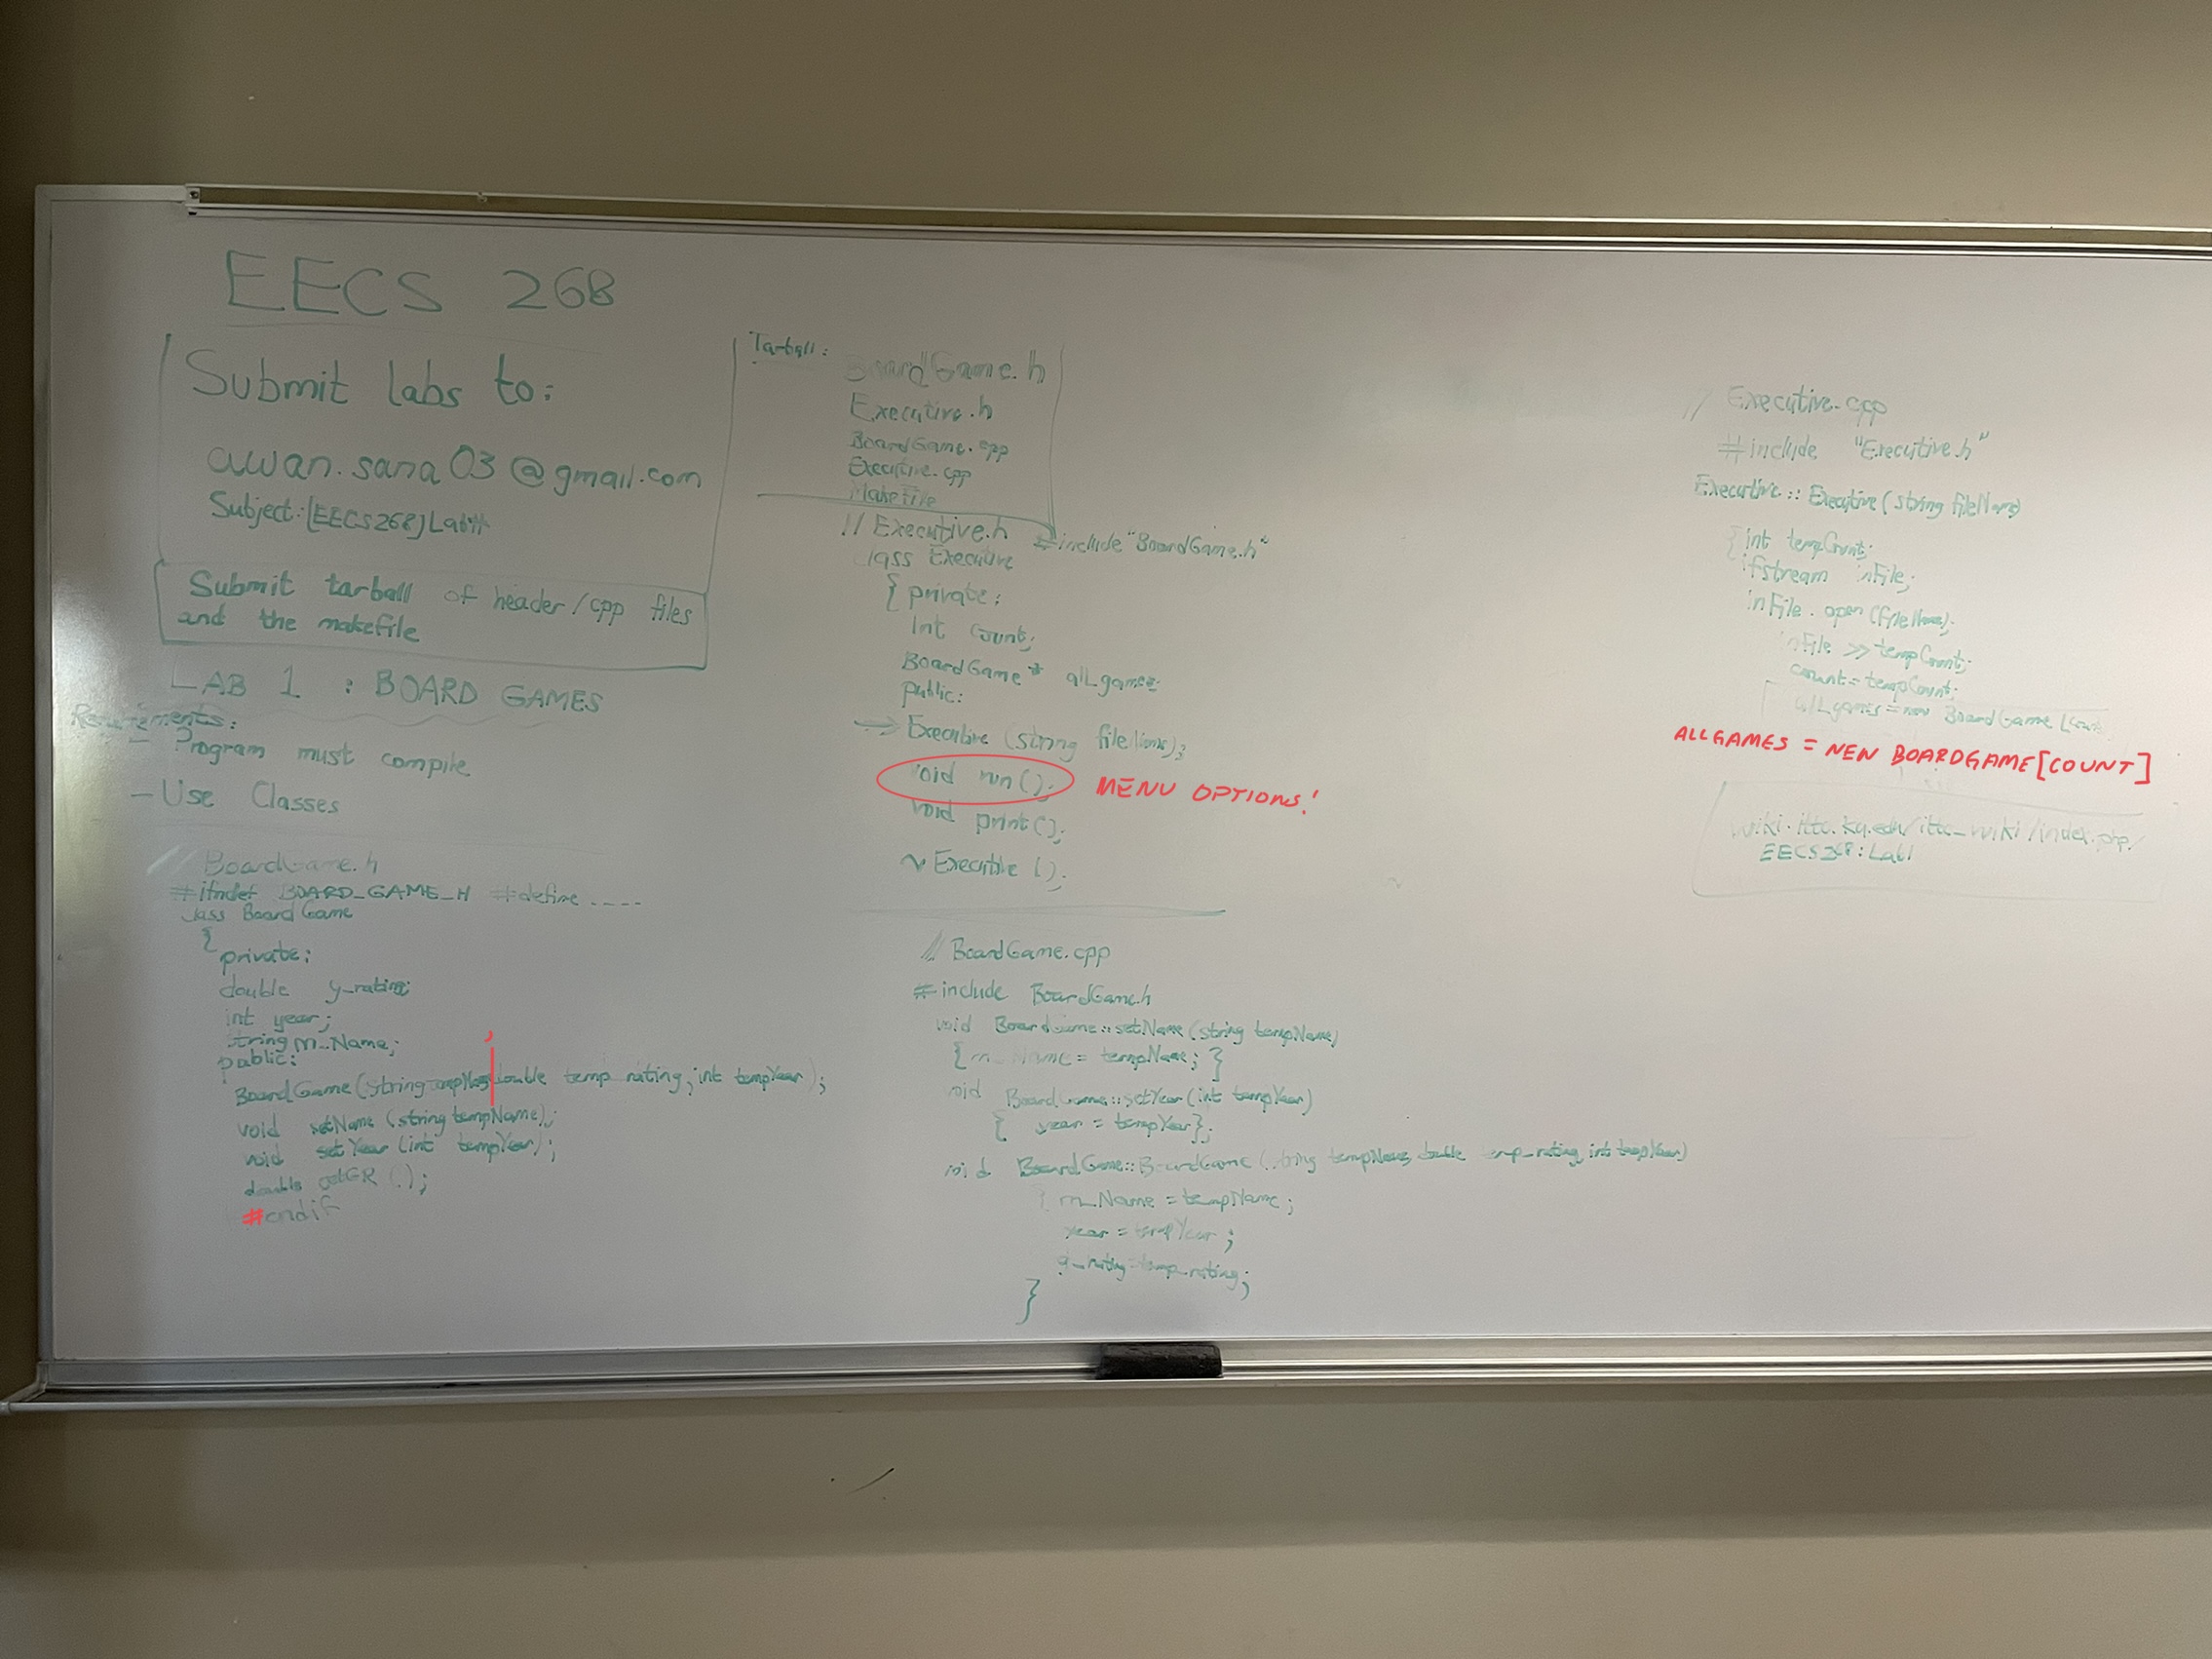 EECS 268
Submit labs to:
awan.sana03@gmail.com
Subject:[EECS268]Lab#
Submit tarball of header/cpp files
and the makefile
LAB 1 : BOARD GAMES
Requirements:
- Program must compile
- Use Classes
// BoardGame.h
#ifndef BOARD_GAME_H #define ....
class BoardGame
{
private:
double g_rating;
int year;
string m_Name;
public:
BoardGame(string tempName, double temp_rating, int tempYear);
void setName (string tempName);
void setYear (int tempYear);
double getGR ();
#endif
Tarball:
BoardGame.h
Executive.h
BoardGame.cpp
Executive.cpp
Makefile
// Executive.h #include "BoardGame.h"
class Executive
{ private:
int count;
BoardGame* allgames;
public:
→ Executive (string fileName);
void run(); MENU OPTIONS!
void print();
~Executive ();
// BoardGame.cpp
#include BoardGame.h
void BoardGame::setName (string tempName)
{ m_Name = tempName; }
void BoardGame::setYear (int tempYear)
{ year = tempYear};
void BoardGame::BoardGame (string tempName, double temp_rating, int tempYear)
{ m_Name = tempName;
year = tempYear;
g_rating=temp_rating;
}
// Executive.cpp
#include "Executive.h"
Executive::Executive(string fileName)
{int tempCount;
ifstream inFile;
inFile.open (fileName);
inFile >> tempCount;
count = tempCount;
allgames = new BoardGame [count
ALLGAMES = NEW BOARDGAME[COUNT]
wiki.ittc.ku.edu/ittc_wiki/index.php/
EECS268:Lab1